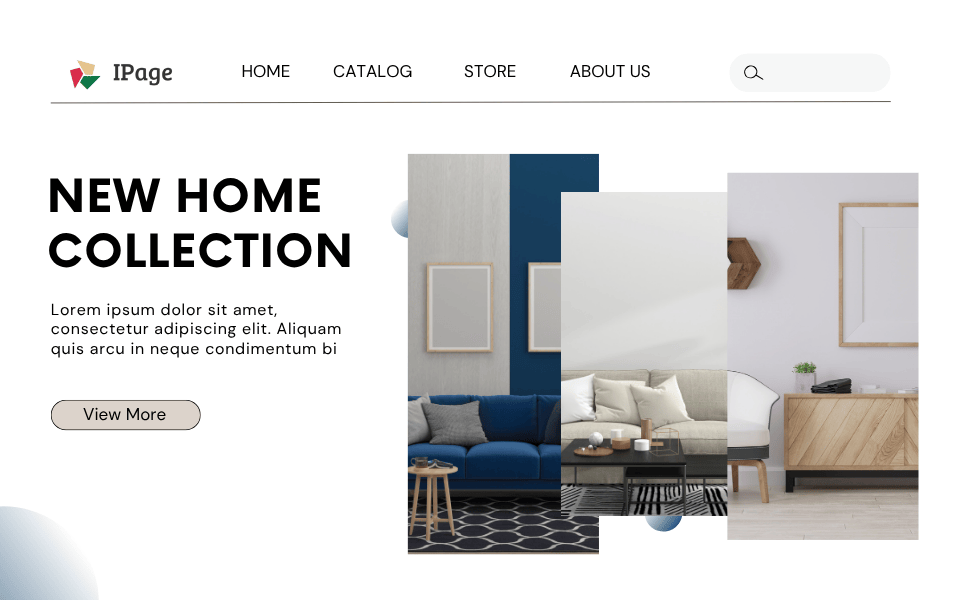 IPage
HOME
CATALOG
STORE
ABOUT US
NEW HOME
COLLECTION
Lorem ipsum dolor sit amet,
consectetur adipiscing elit. Aliquam
quis arcu in neque condimentum bi
View More